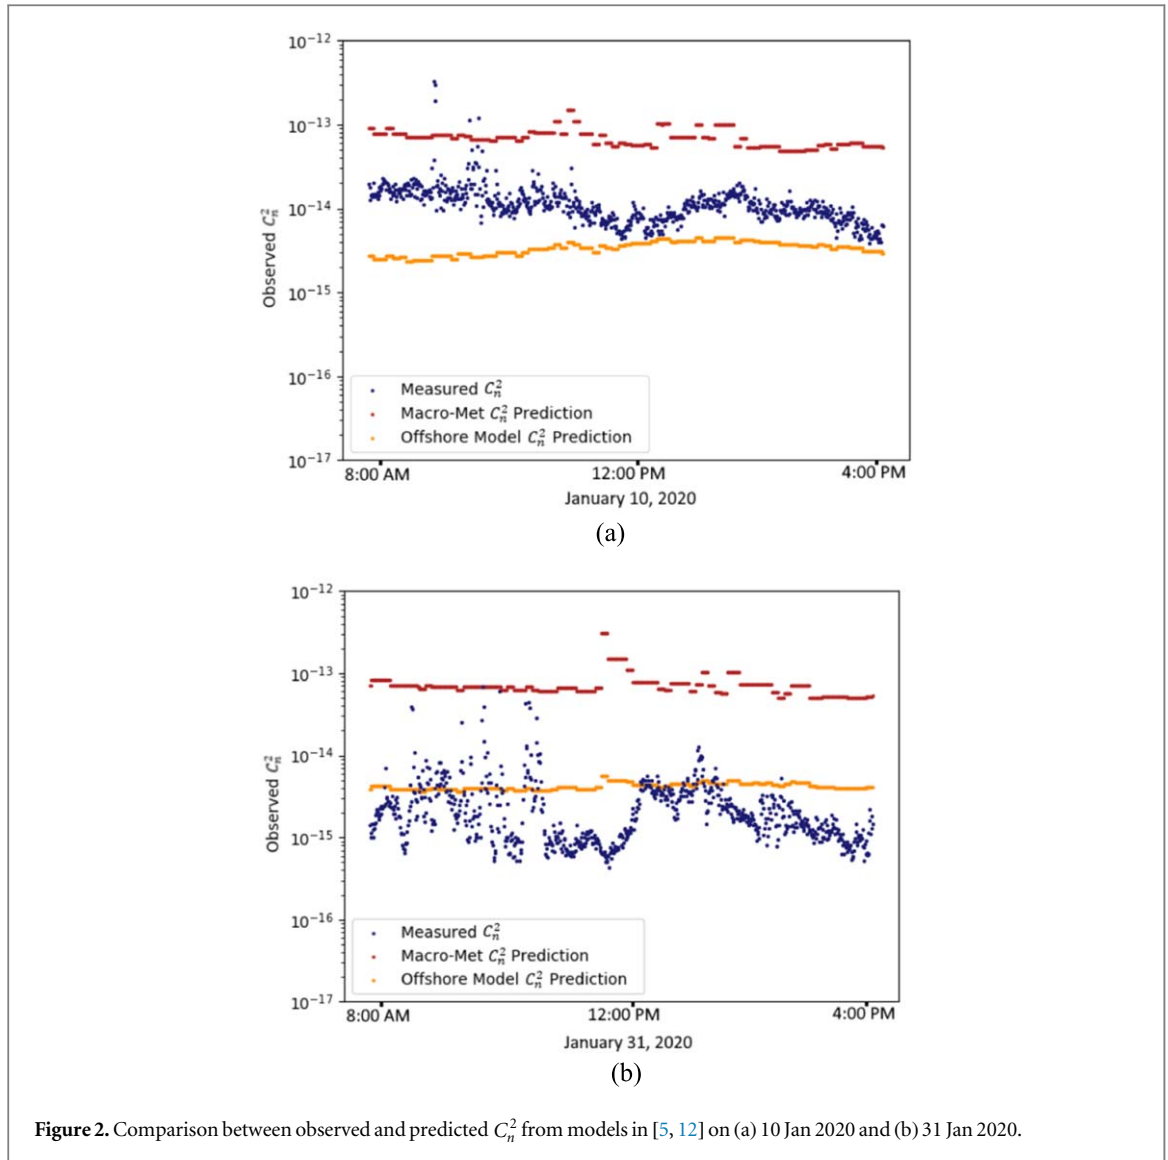 10⁻¹²
10⁻¹³
10⁻¹⁴
10⁻¹⁵
10⁻¹⁶
10⁻¹⁷
Observed C_n^2
Measured C_n^2
Macro-Met C_n^2 Prediction
Offshore Model C_n^2 Prediction
8:00 AM 12:00 PM 4:00 PM
January 10, 2020
(a)
10⁻¹²
10⁻¹³
10⁻¹⁴
10⁻¹⁵
10⁻¹⁶
10⁻¹⁷
Observed C_n^2
Measured C_n^2
Macro-Met C_n^2 Prediction
Offshore Model C_n^2 Prediction
8:00 AM 12:00 PM 4:00 PM
January 31, 2020
(b)
Figure 2. Comparison between observed and predicted C_n^2 from models in [5, 12] on (a) 10 Jan 2020 and (b) 31 Jan 2020.